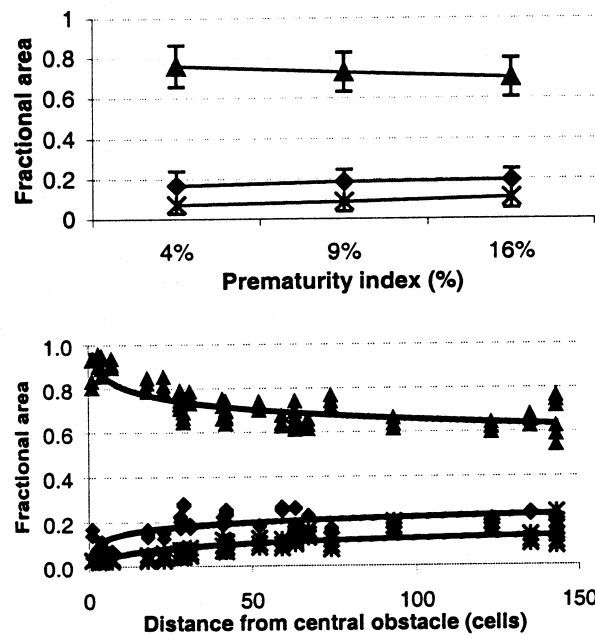 1
0.8
0.6
0.4
0.2
0
Fractional area
4% 9% 16%
Prematurity index (%)
1.0
0.8
0.6
0.4
0.2
0.0
Fractional area
0 50 100 150
Distance from central obstacle (cells)